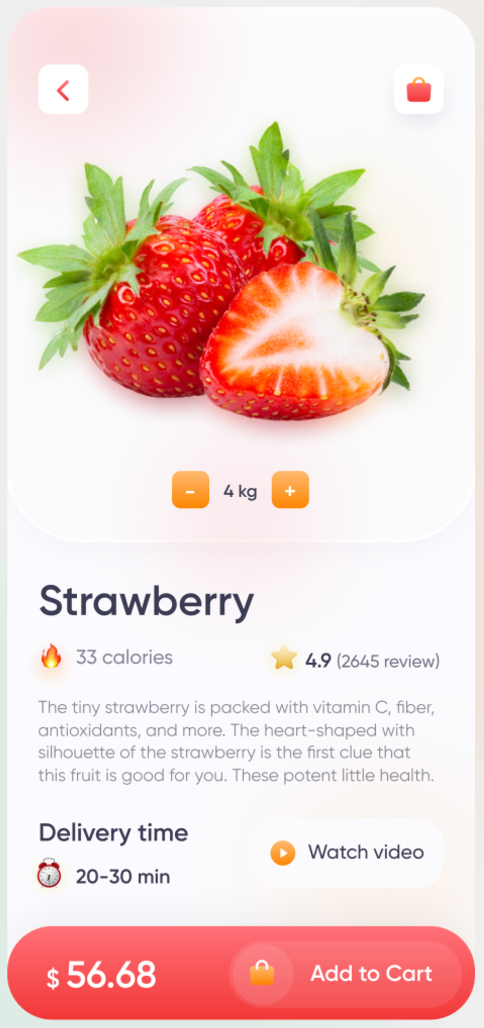 – 4 kg +
Strawberry
33 calories
4.9 (2645 review)
The tiny strawberry is packed with vitamin C, fiber,
antioxidants, and more. The heart-shaped with
silhouette of the strawberry is the first clue that
this fruit is good for you. These potent little health.
Delivery time
20-30 min
Watch video
$ 56.68
Add to Cart